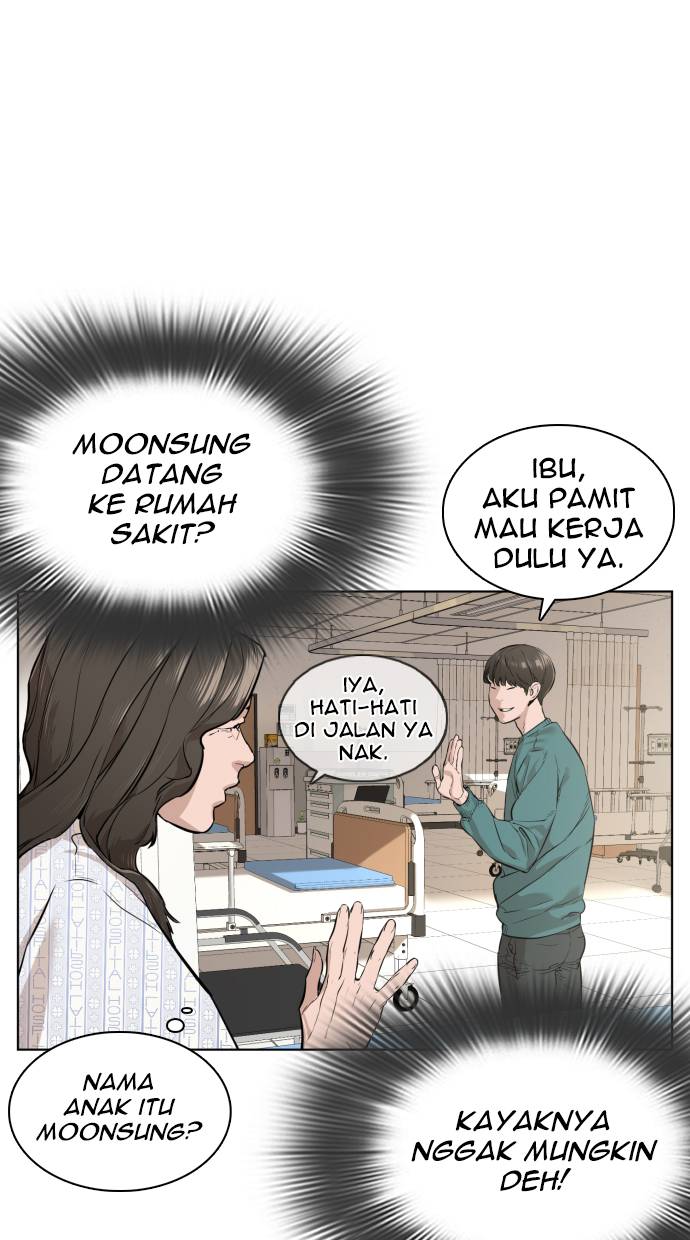 MOONSUNG
DATANG
KE RUMAH
SAKIT?
IBU,
AKU PAMIT
MAU KERJA
DULU YA.
IYA,
HATI-HATI
DI JALAN YA
NAK.
NAMA
ANAK ITU
MOONSUNG?
KAYAKNYA
NGGAK MUNGKIN
DEH!